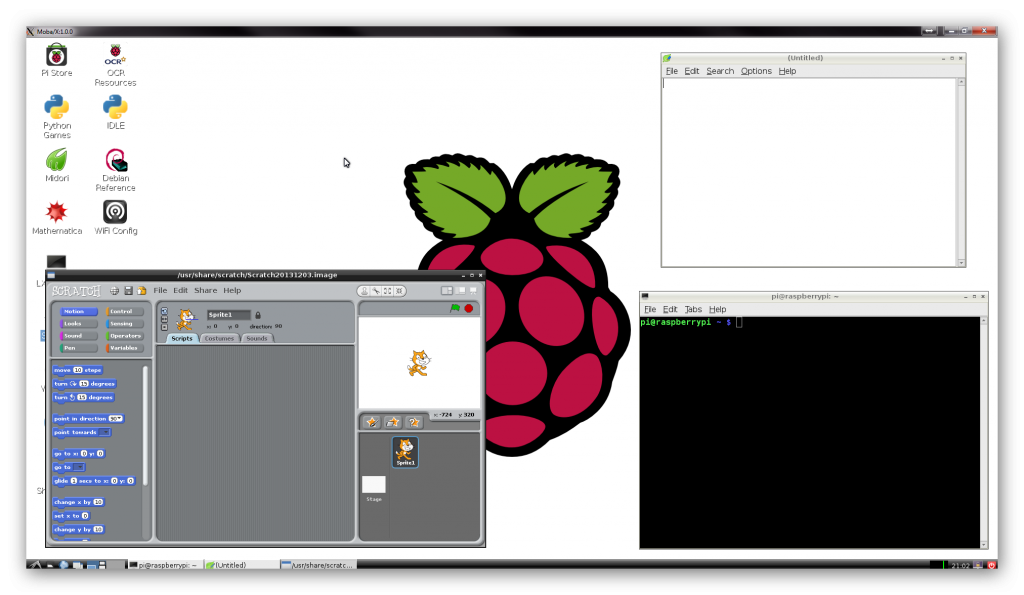 Moba/X:1.0.0
Pi Store
OCR
OCR
Resources
Python
Games
IDLE
Midori
Debian
Reference
Mathematica
WiFi Config
(Untitled)
File Edit Search Options Help
/usr/share/scratch/Scratch20131203.image
SCRATCH File Edit Share Help
Motion Control
Looks Sensing
Sound Operators
Pen Variables
Sprite1
x: 0 y: 0 direction: 90
Scripts Costumes Sounds
move 10 steps
turn 15 degrees
turn 15 degrees
point in direction 90
point towards
go to x: 0 y: 0
go to
glide 1 secs to x: 0 y: 0
change x by 10
set x to 0
change y by 10
x: -724 y: 320
Sprite1
Stage
pi@raspberrypi: ~
File Edit Tabs Help
pi@raspberrypi ~ $
pi@raspberrypi: ~
(Untitled)
/usr/share/scratc...
21:02